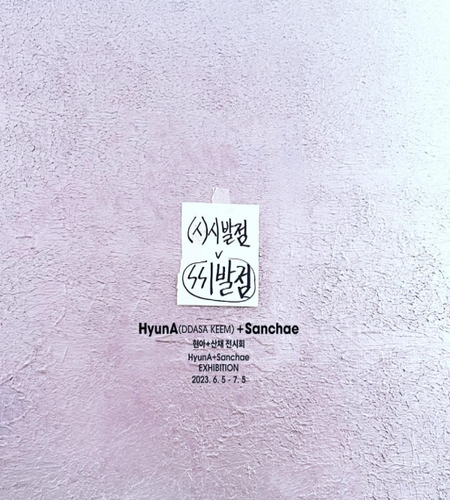 (ㅅ)시발점
v
ㅅㅅㅣ발점
HyunA(DDASA KEEM) +Sanchae
현아+산채 전시회
HyunA+Sanchae
EXHIBITION
2023. 6. 5 - 7. 5